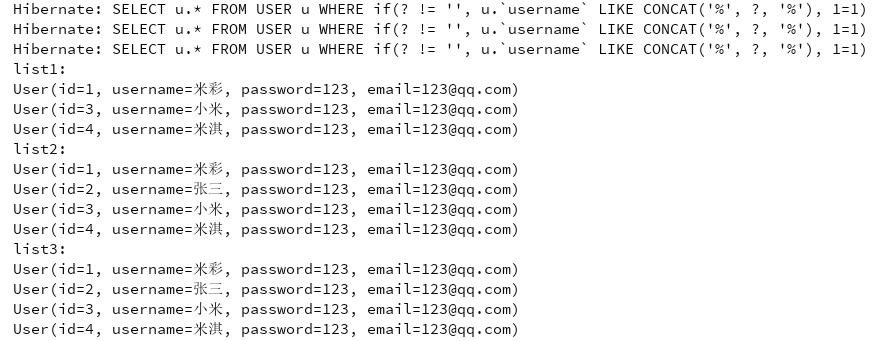 Hibernate: SELECT u.* FROM USER u WHERE if(? != '', u.`username` LIKE CONCAT('%', ?, '%'), 1=1)
Hibernate: SELECT u.* FROM USER u WHERE if(? != '', u.`username` LIKE CONCAT('%', ?, '%'), 1=1)
Hibernate: SELECT u.* FROM USER u WHERE if(? != '', u.`username` LIKE CONCAT('%', ?, '%'), 1=1)
list1:
User(id=1, username=米彩, password=123, email=123@qq.com)
User(id=3, username=小米, password=123, email=123@qq.com)
User(id=4, username=米淇, password=123, email=123@qq.com)
list2:
User(id=1, username=米彩, password=123, email=123@qq.com)
User(id=2, username=张三, password=123, email=123@qq.com)
User(id=3, username=小米, password=123, email=123@qq.com)
User(id=4, username=米淇, password=123, email=123@qq.com)
list3:
User(id=1, username=米彩, password=123, email=123@qq.com)
User(id=2, username=张三, password=123, email=123@qq.com)
User(id=3, username=小米, password=123, email=123@qq.com)
User(id=4, username=米淇, password=123, email=123@qq.com)